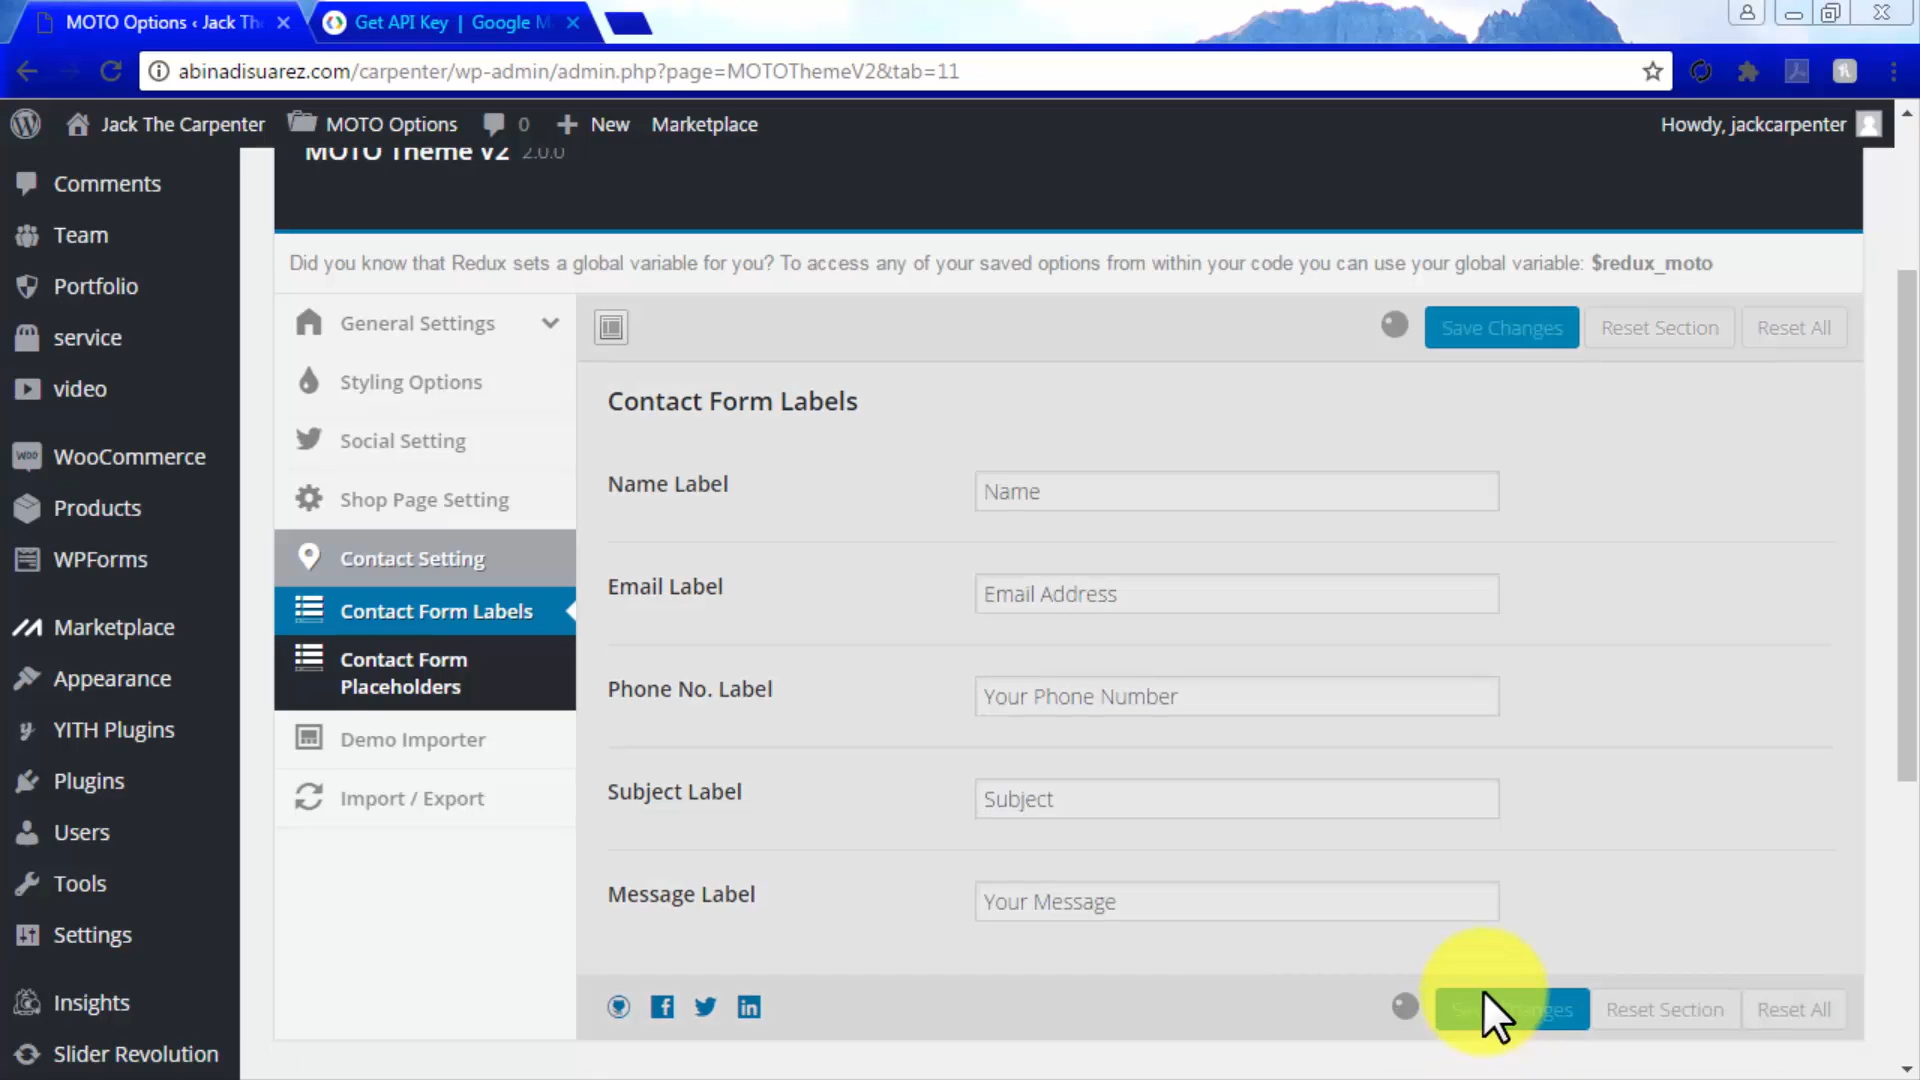 MOTO Options ‹ Jack Th
Get API Key | Google M
abinadisuarez.com/carpenter/wp-admin/admin.php?page=MOTOThemeV2&tab=11
Jack The Carpenter
MOTO Options
0
New
Marketplace
Howdy, jackcarpenter
MOTO Theme V2 2.0.0
Comments
Team
Portfolio
service
video
WooCommerce
Products
WPForms
Marketplace
Appearance
YITH Plugins
Plugins
Users
Tools
Settings
Insights
Slider Revolution
Did you know that Redux sets a global variable for you? To access any of your saved options from within your code you can use your global variable: $redux_moto
General Settings
Styling Options
Social Setting
Shop Page Setting
Contact Setting
Contact Form Labels
Contact Form
Placeholders
Demo Importer
Import / Export
Save Changes
Reset Section
Reset All
Contact Form Labels
Name Label
Name
Email Label
Email Address
Phone No. Label
Your Phone Number
Subject Label
Subject
Message Label
Your Message
Reset Section
Reset All